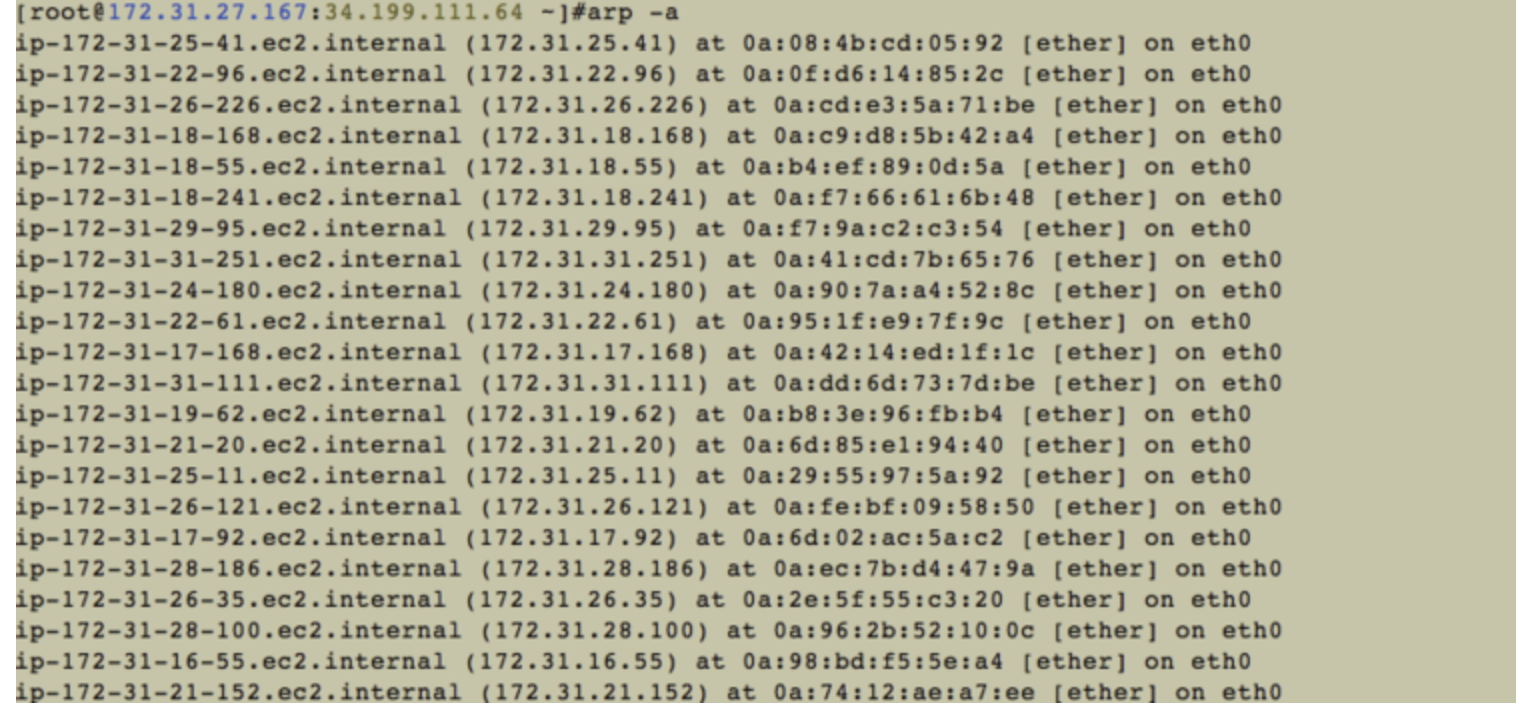 [root@172.31.27.167:34.199.111.64 ~]#arp -a
ip-172-31-25-41.ec2.internal (172.31.25.41) at 0a:08:4b:cd:05:92 [ether] on eth0
ip-172-31-22-96.ec2.internal (172.31.22.96) at 0a:0f:d6:14:85:2c [ether] on eth0
ip-172-31-26-226.ec2.internal (172.31.26.226) at 0a:cd:e3:5a:71:be [ether] on eth0
ip-172-31-18-168.ec2.internal (172.31.18.168) at 0a:c9:d8:5b:42:a4 [ether] on eth0
ip-172-31-18-55.ec2.internal (172.31.18.55) at 0a:b4:ef:89:0d:5a [ether] on eth0
ip-172-31-18-241.ec2.internal (172.31.18.241) at 0a:f7:66:61:6b:48 [ether] on eth0
ip-172-31-29-95.ec2.internal (172.31.29.95) at 0a:f7:9a:c2:c3:54 [ether] on eth0
ip-172-31-31-251.ec2.internal (172.31.31.251) at 0a:41:cd:7b:65:76 [ether] on eth0
ip-172-31-24-180.ec2.internal (172.31.24.180) at 0a:90:7a:a4:52:8c [ether] on eth0
ip-172-31-22-61.ec2.internal (172.31.22.61) at 0a:95:1f:e9:7f:9c [ether] on eth0
ip-172-31-17-168.ec2.internal (172.31.17.168) at 0a:42:14:ed:1f:1c [ether] on eth0
ip-172-31-31-111.ec2.internal (172.31.31.111) at 0a:dd:6d:73:7d:be [ether] on eth0
ip-172-31-19-62.ec2.internal (172.31.19.62) at 0a:b8:3e:96:fb:b4 [ether] on eth0
ip-172-31-21-20.ec2.internal (172.31.21.20) at 0a:6d:85:e1:94:40 [ether] on eth0
ip-172-31-25-11.ec2.internal (172.31.25.11) at 0a:29:55:97:5a:92 [ether] on eth0
ip-172-31-26-121.ec2.internal (172.31.26.121) at 0a:fe:bf:09:58:50 [ether] on eth0
ip-172-31-17-92.ec2.internal (172.31.17.92) at 0a:6d:02:ac:5a:c2 [ether] on eth0
ip-172-31-28-186.ec2.internal (172.31.28.186) at 0a:ec:7b:d4:47:9a [ether] on eth0
ip-172-31-26-35.ec2.internal (172.31.26.35) at 0a:2e:5f:55:c3:20 [ether] on eth0
ip-172-31-28-100.ec2.internal (172.31.28.100) at 0a:96:2b:52:10:0c [ether] on eth0
ip-172-31-16-55.ec2.internal (172.31.16.55) at 0a:98:bd:f5:5e:a4 [ether] on eth0
ip-172-31-21-152.ec2.internal (172.31.21.152) at 0a:74:12:ae:a7:ee [ether] on eth0